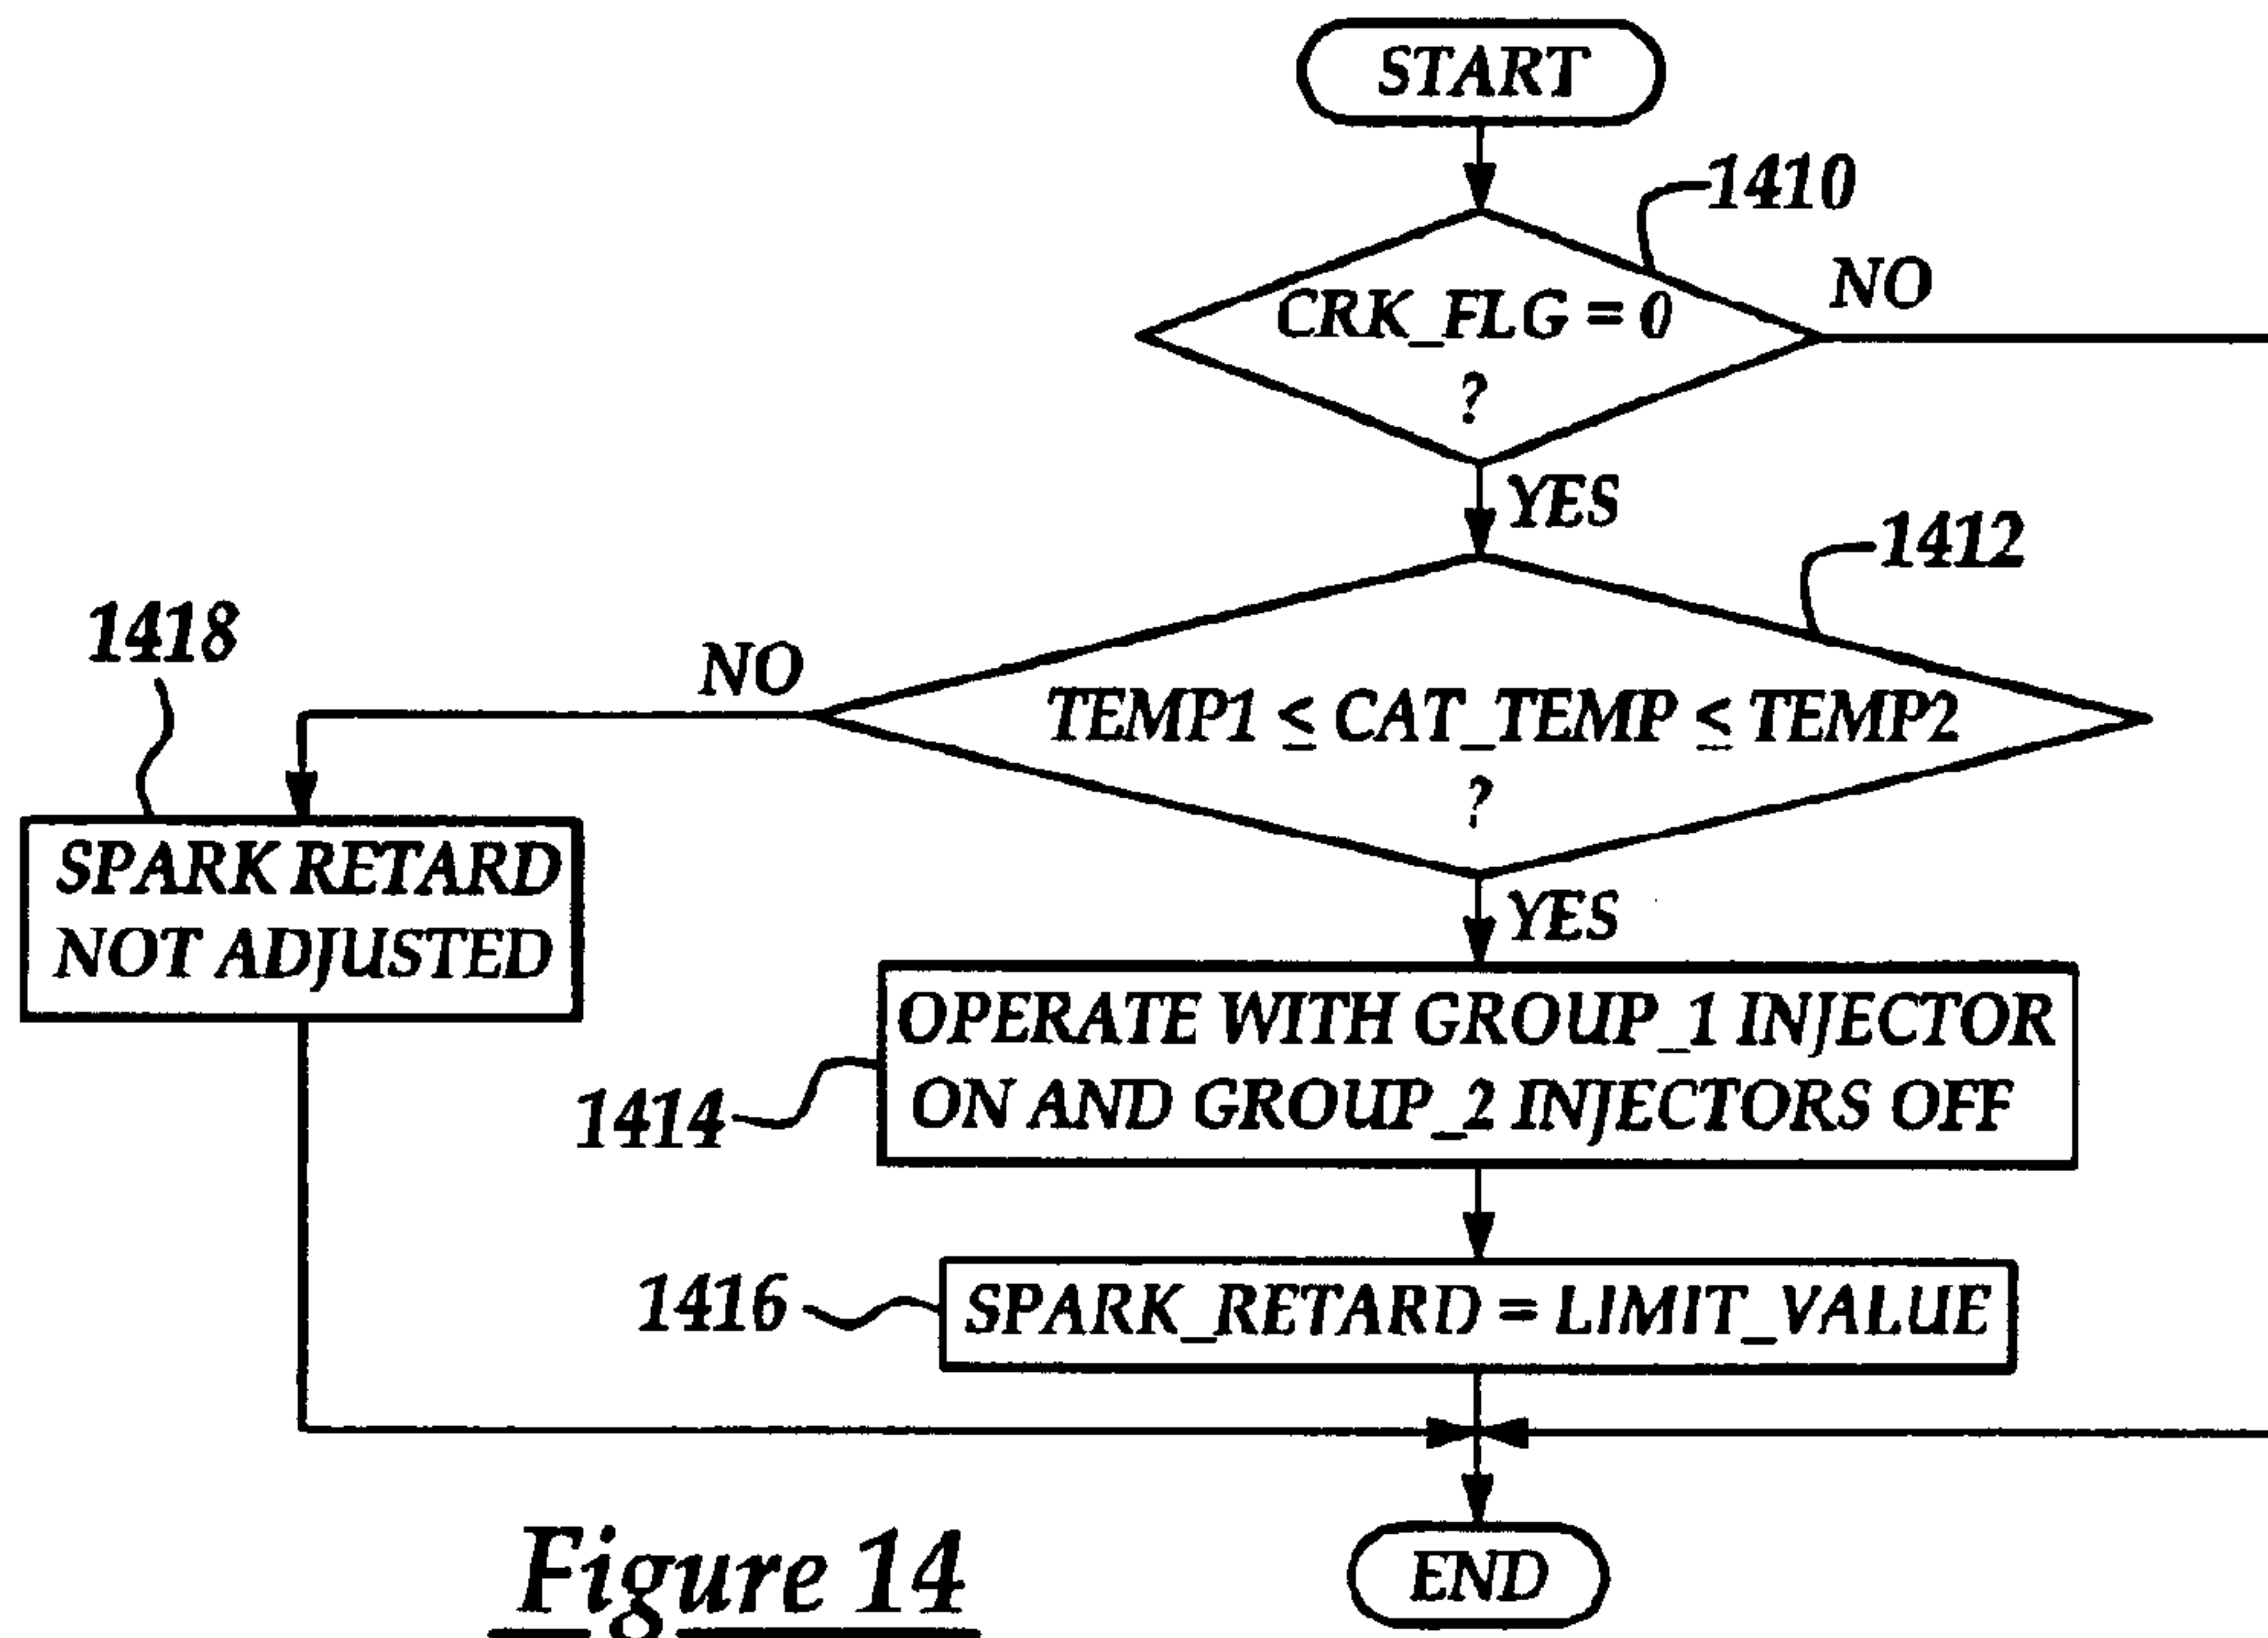 START
1410
NO
CRK_FLG = 0
?
YES
1412
1418
NO
TEMP1 ≤ CAT_TEMP ≤ TEMP2
?
SPARK RETARD
NOT ADJUSTED
YES
OPERATE WITH GROUP_1 INJECTOR
ON AND GROUP_2 INJECTORS OFF
1414
1416
SPARK_RETARD = LIMIT_VALUE
END
Figure 14